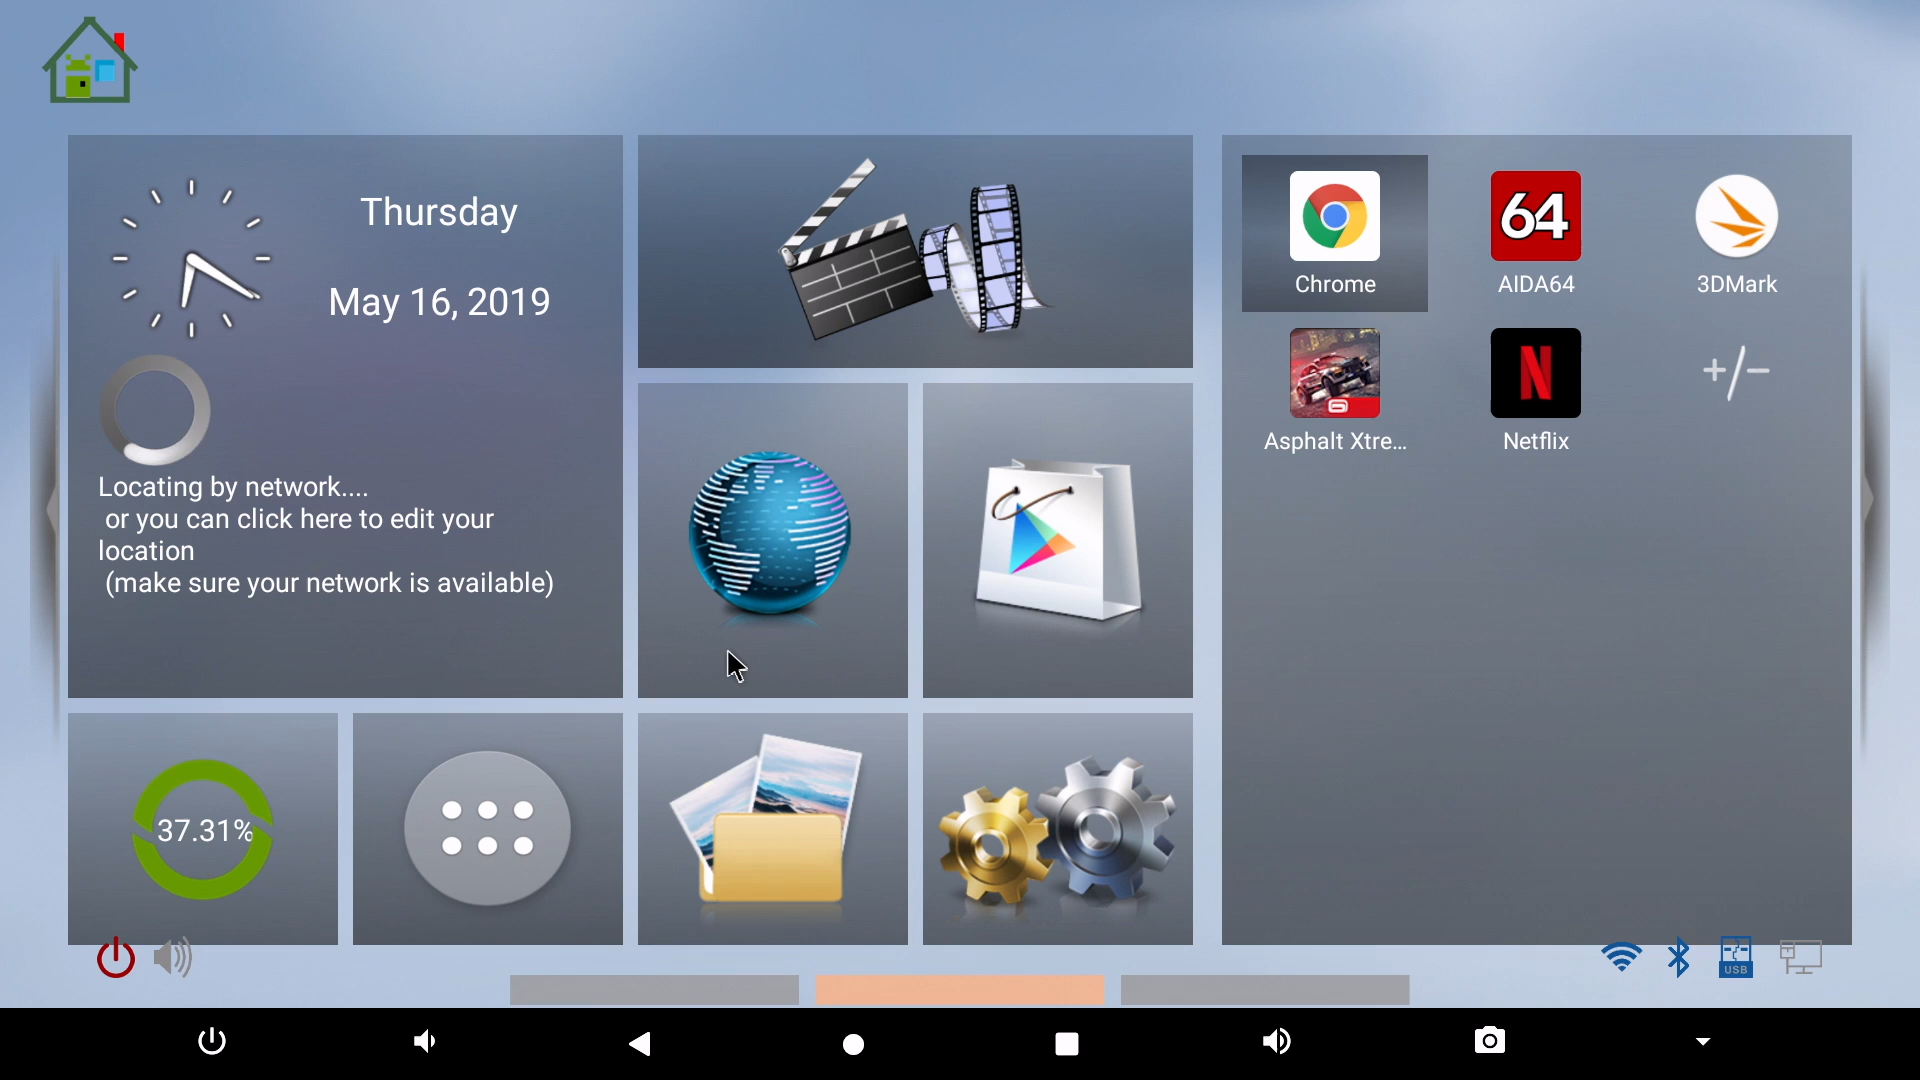 Thursday
May 16, 2019
Locating by network....
or you can click here to edit your
location
(make sure your network is available)
37.31%
Chrome
64
AIDA64
3DMark
Asphalt Xtre...
N
Netflix
+/−
USB